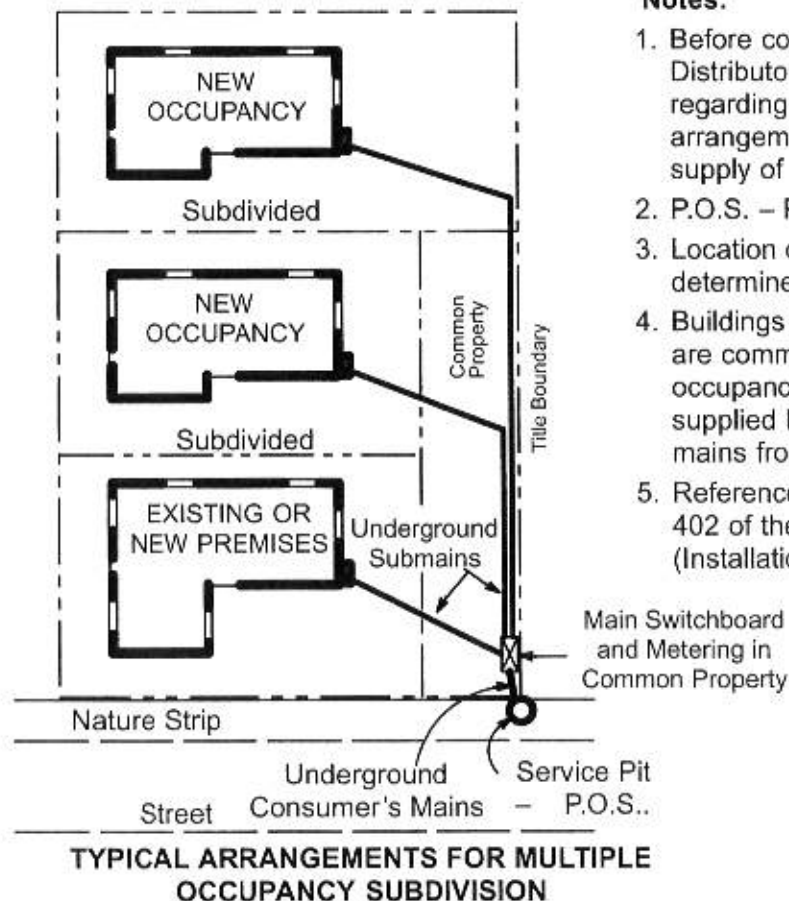 NEW
OCCUPANCY
Subdivided
NEW
OCCUPANCY
Common
Property
Title Boundary
Subdivided
EXISTING OR
NEW PREMISES
Underground
Submains
Main Switchboard
and Metering in
Common Property
Nature Strip
Underground
Consumer's Mains
Service Pit
– P.O.S..
Street
TYPICAL ARRANGEMENTS FOR MULTIPLE
OCCUPANCY SUBDIVISION
Notes:
1. Before co
Distributo
regarding
arrangem
supply of
2. P.O.S. –
3. Location
determine
4. Buildings
are comm
occupanc
supplied
mains fro
5. Reference
402 of the
(Installatio